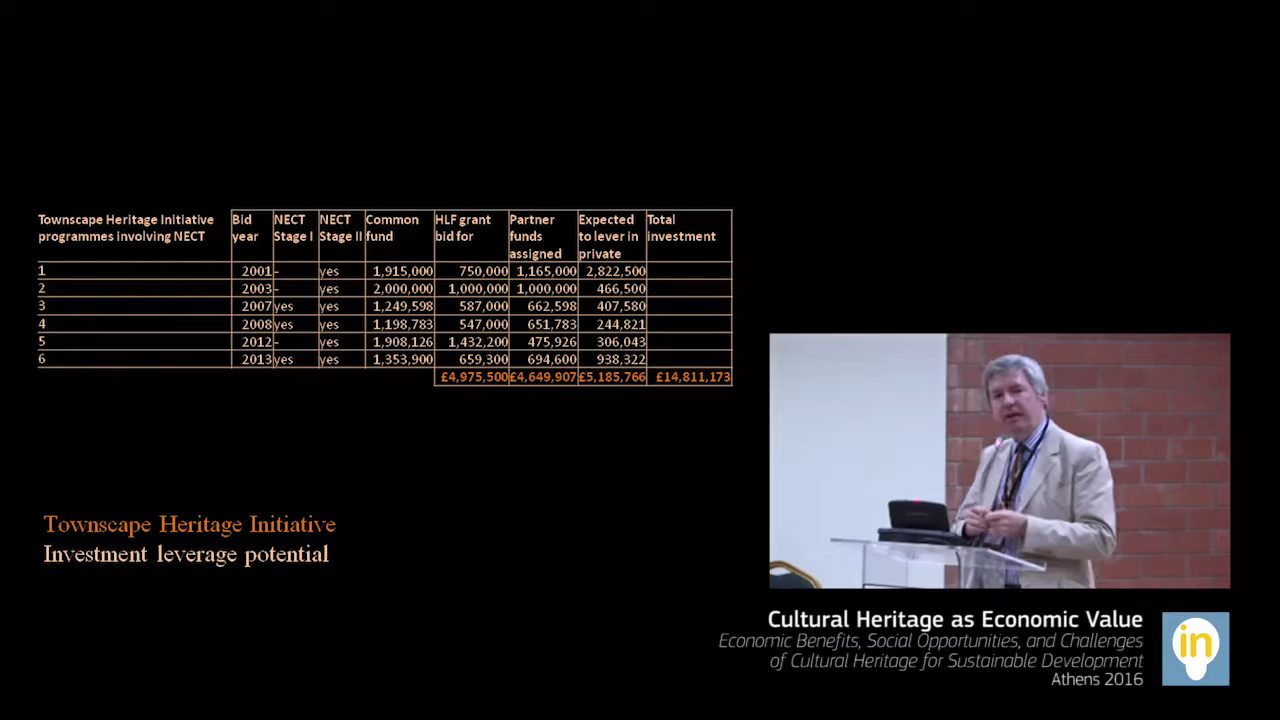 Townscape Heritage Initiative programmes involving NECT | Bid year | NECT Stage I | NECT Stage II | Common fund | HLF grant bid for | Partner funds assigned | Expected to lever in private | Total investment
1 | 2001 | - | yes | 1,915,000 | 750,000 | 1,165,000 | 2,822,500
2 | 2003 | - | yes | 2,000,000 | 1,000,000 | 1,000,000 | 466,500
3 | 2007 | yes | yes | 1,249,598 | 587,000 | 662,598 | 407,580
4 | 2008 | yes | yes | 1,198,783 | 547,000 | 651,783 | 244,821
5 | 2012 | - | yes | 1,908,126 | 1,432,200 | 475,926 | 306,043
6 | 2013 | yes | yes | 1,353,900 | 659,300 | 694,600 | 938,322
£4,975,500 | £4,649,907 | £5,185,766 | £14,811,173
Townscape Heritage Initiative
Investment leverage potential
Cultural Heritage as Economic Value
Economic Benefits, Social Opportunities, and Challenges
of Cultural Heritage for Sustainable Development
Athens 2016
in